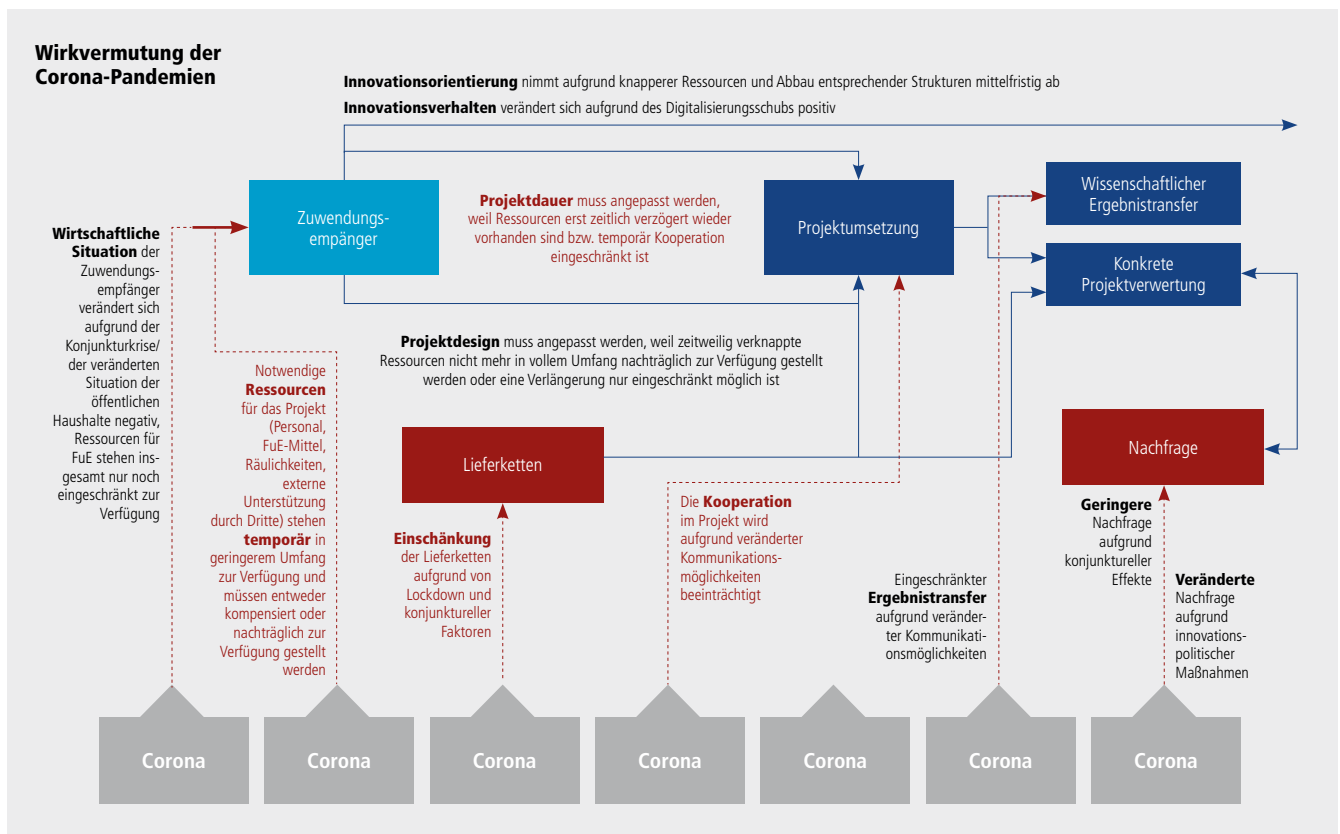 Wirkvermutung der
Corona-Pandemien
Innovationsorientierung nimmt aufgrund knapperer Ressourcen und Abbau entsprechender Strukturen mittelfristig ab
Innovationsverhalten verändert sich aufgrund des Digitalisierungsschubs positiv
Wirtschaftliche
Situation der
Zuwendungs-
empfänger
verändert sich
aufgrund der
Konjunkturkrise/
der veränderten
Situation der
öffentlichen
Haushalte negativ,
Ressourcen für
FuE stehen ins-
gesamt nur noch
eingeschränkt zur
Verfügung
Zuwendungs-
empänger
Projektdauer muss angepasst werden,
weil Ressourcen erst zeitlich verzögert wieder
vorhanden sind bzw. temporär Kooperation
eingeschränkt ist
Projektumsetzung
Wissenschaftlicher
Ergebnistransfer
Konkrete
Projektverwertung
Projektdesign muss angepasst werden, weil zeitweilig verknappte
Ressourcen nicht mehr in vollem Umfang nachträglich zur Verfügung gestellt
werden oder eine Verlängerung nur eingeschränkt möglich ist
Notwendige
Ressourcen
für das Projekt
(Personal,
FuE-Mittel,
Räulichkeiten,
externe
Unterstützung
durch Dritte) stehen
temporär in
geringerem Umfang
zur Verfügung und
müssen entweder
kompensiert oder
nachträglich zur
Verfügung gestellt
werden
Lieferketten
Nachfrage
Einschänkung
der Lieferketten
aufgrund von
Lockdown und
konjunktureller
Faktoren
Die Kooperation
im Projekt wird
aufgrund veränderter
Kommunikations-
möglichkeiten
beeinträchtigt
Eingeschränkter
Ergebnistransfer
aufgrund veränder-
ter Kommunikati-
onsmöglichkeiten
Geringere
Nachfrage
aufgrund
konjunktureller
Effekte
Veränderte
Nachfrage
aufgrund
innovations-
politischer
Maßnahmen
Corona
Corona
Corona
Corona
Corona
Corona
Corona